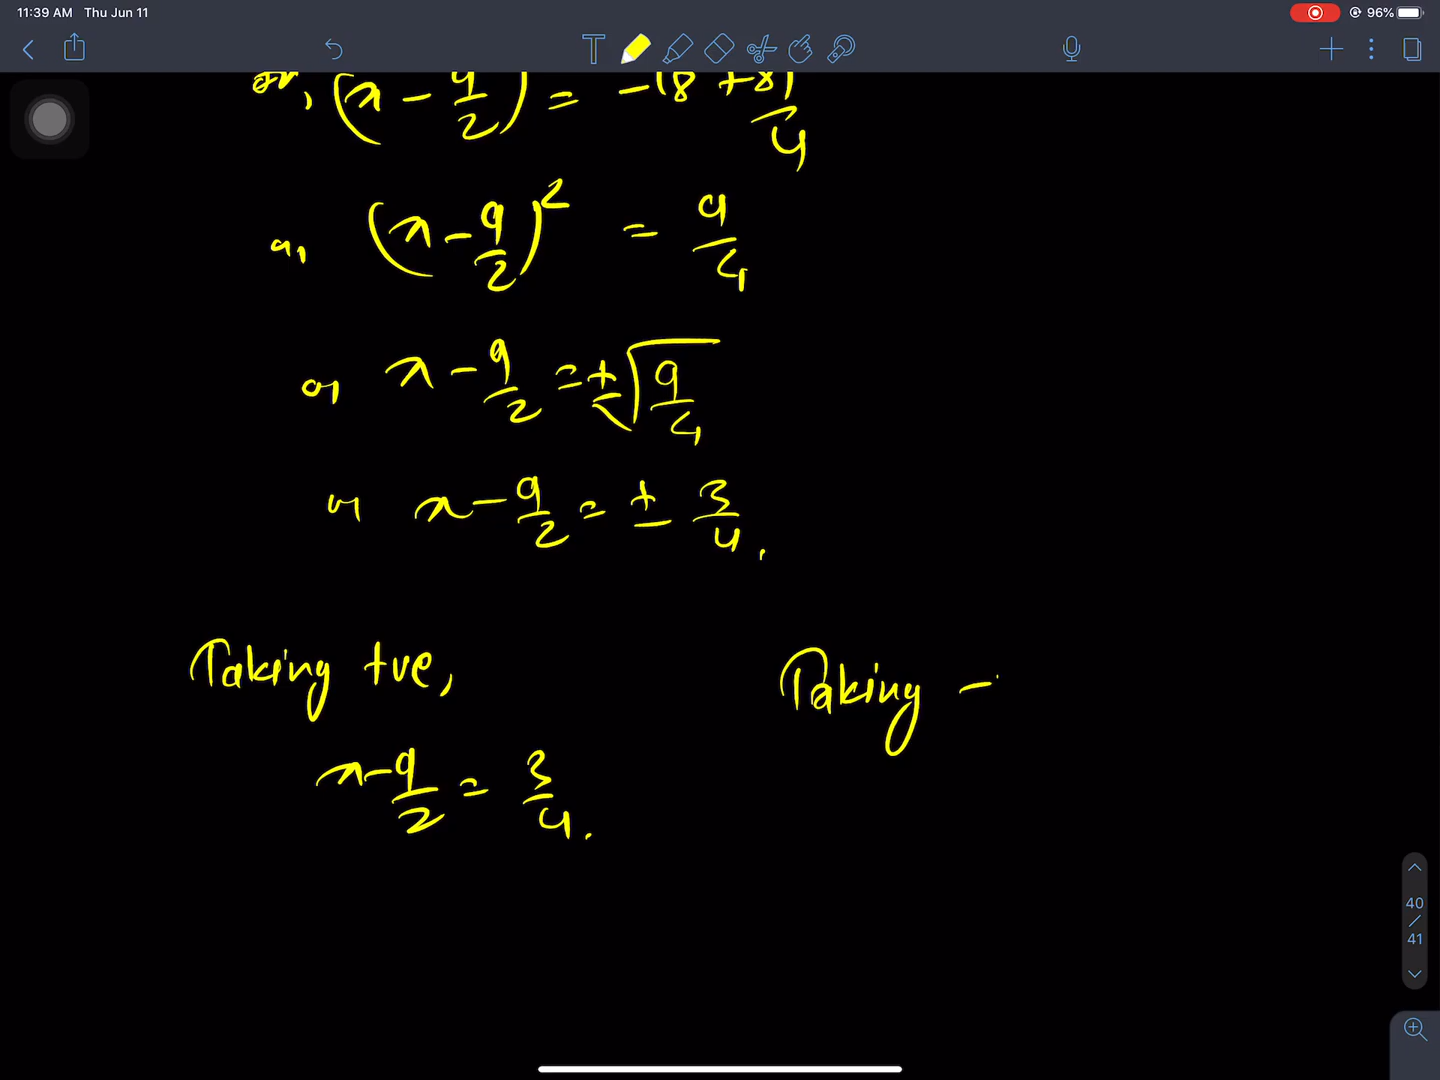 11:39 AM Thu Jun 11
96%
or, (x - 9/2) = -18 + 81/4
or, (x - 9/2)² = 9/4
or x - 9/2 = ±√9/4
or x - 9/2 = ± 3/4.
Taking +ve, Taking -
x - 9/2 = 3/4.
40
/
41